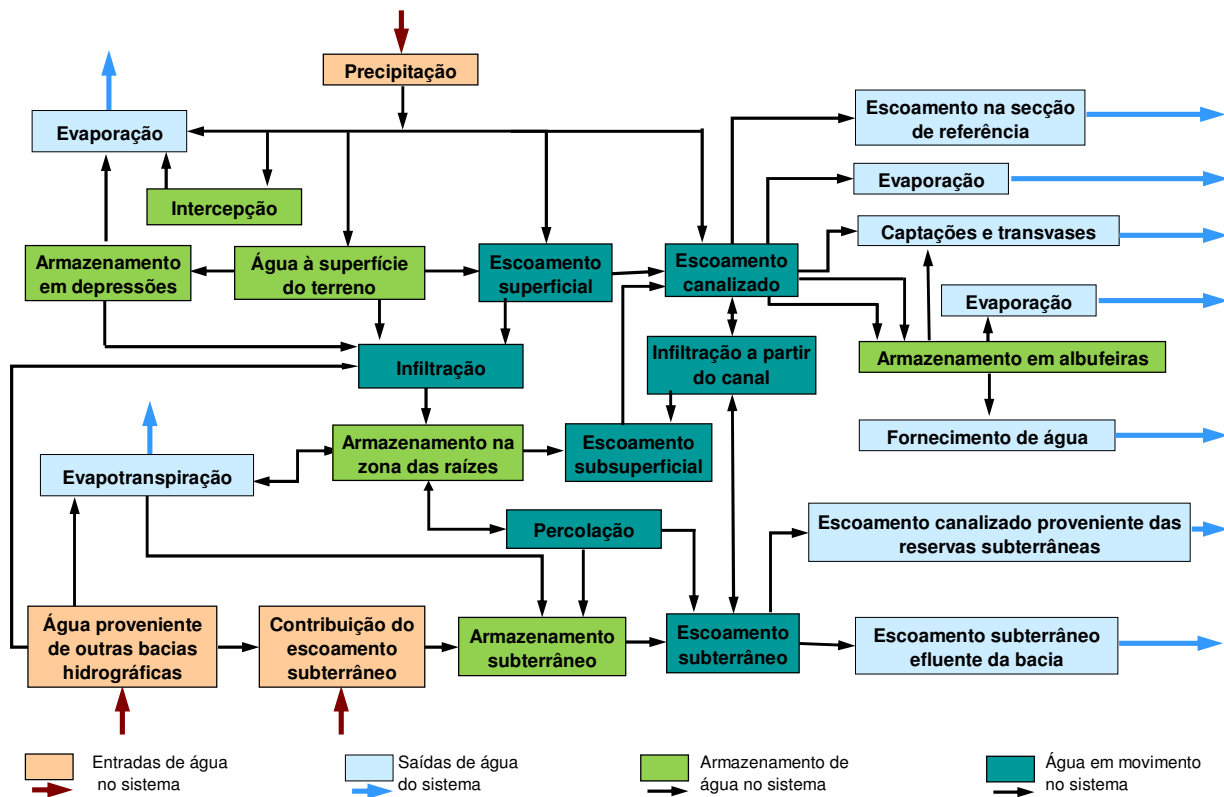 Precipitação
Evaporação
Intercepção
Escoamento na secção
de referência
Evaporação
Captações e transvases
Armazenamento
em depressões
Água à superfície
do terreno
Escoamento
superficial
Escoamento
canalizado
Evaporação
Infiltração
Infiltração a partir
do canal
Armazenamento em albufeiras
Armazenamento na
zona das raízes
Escoamento
subsuperficial
Fornecimento de água
Evapotranspiração
Percolação
Escoamento canalizado proveniente das
reservas subterrâneas
Água proveniente
de outras bacias
hidrográficas
Contribuição do
escoamento
subterrâneo
Armazenamento
subterrâneo
Escoamento
subterrâneo
Escoamento subterrâneo
efluente da bacia
Entradas de água
no sistema
Saídas de água
do sistema
Armazenamento de
água no sistema
Água em movimento
no sistema